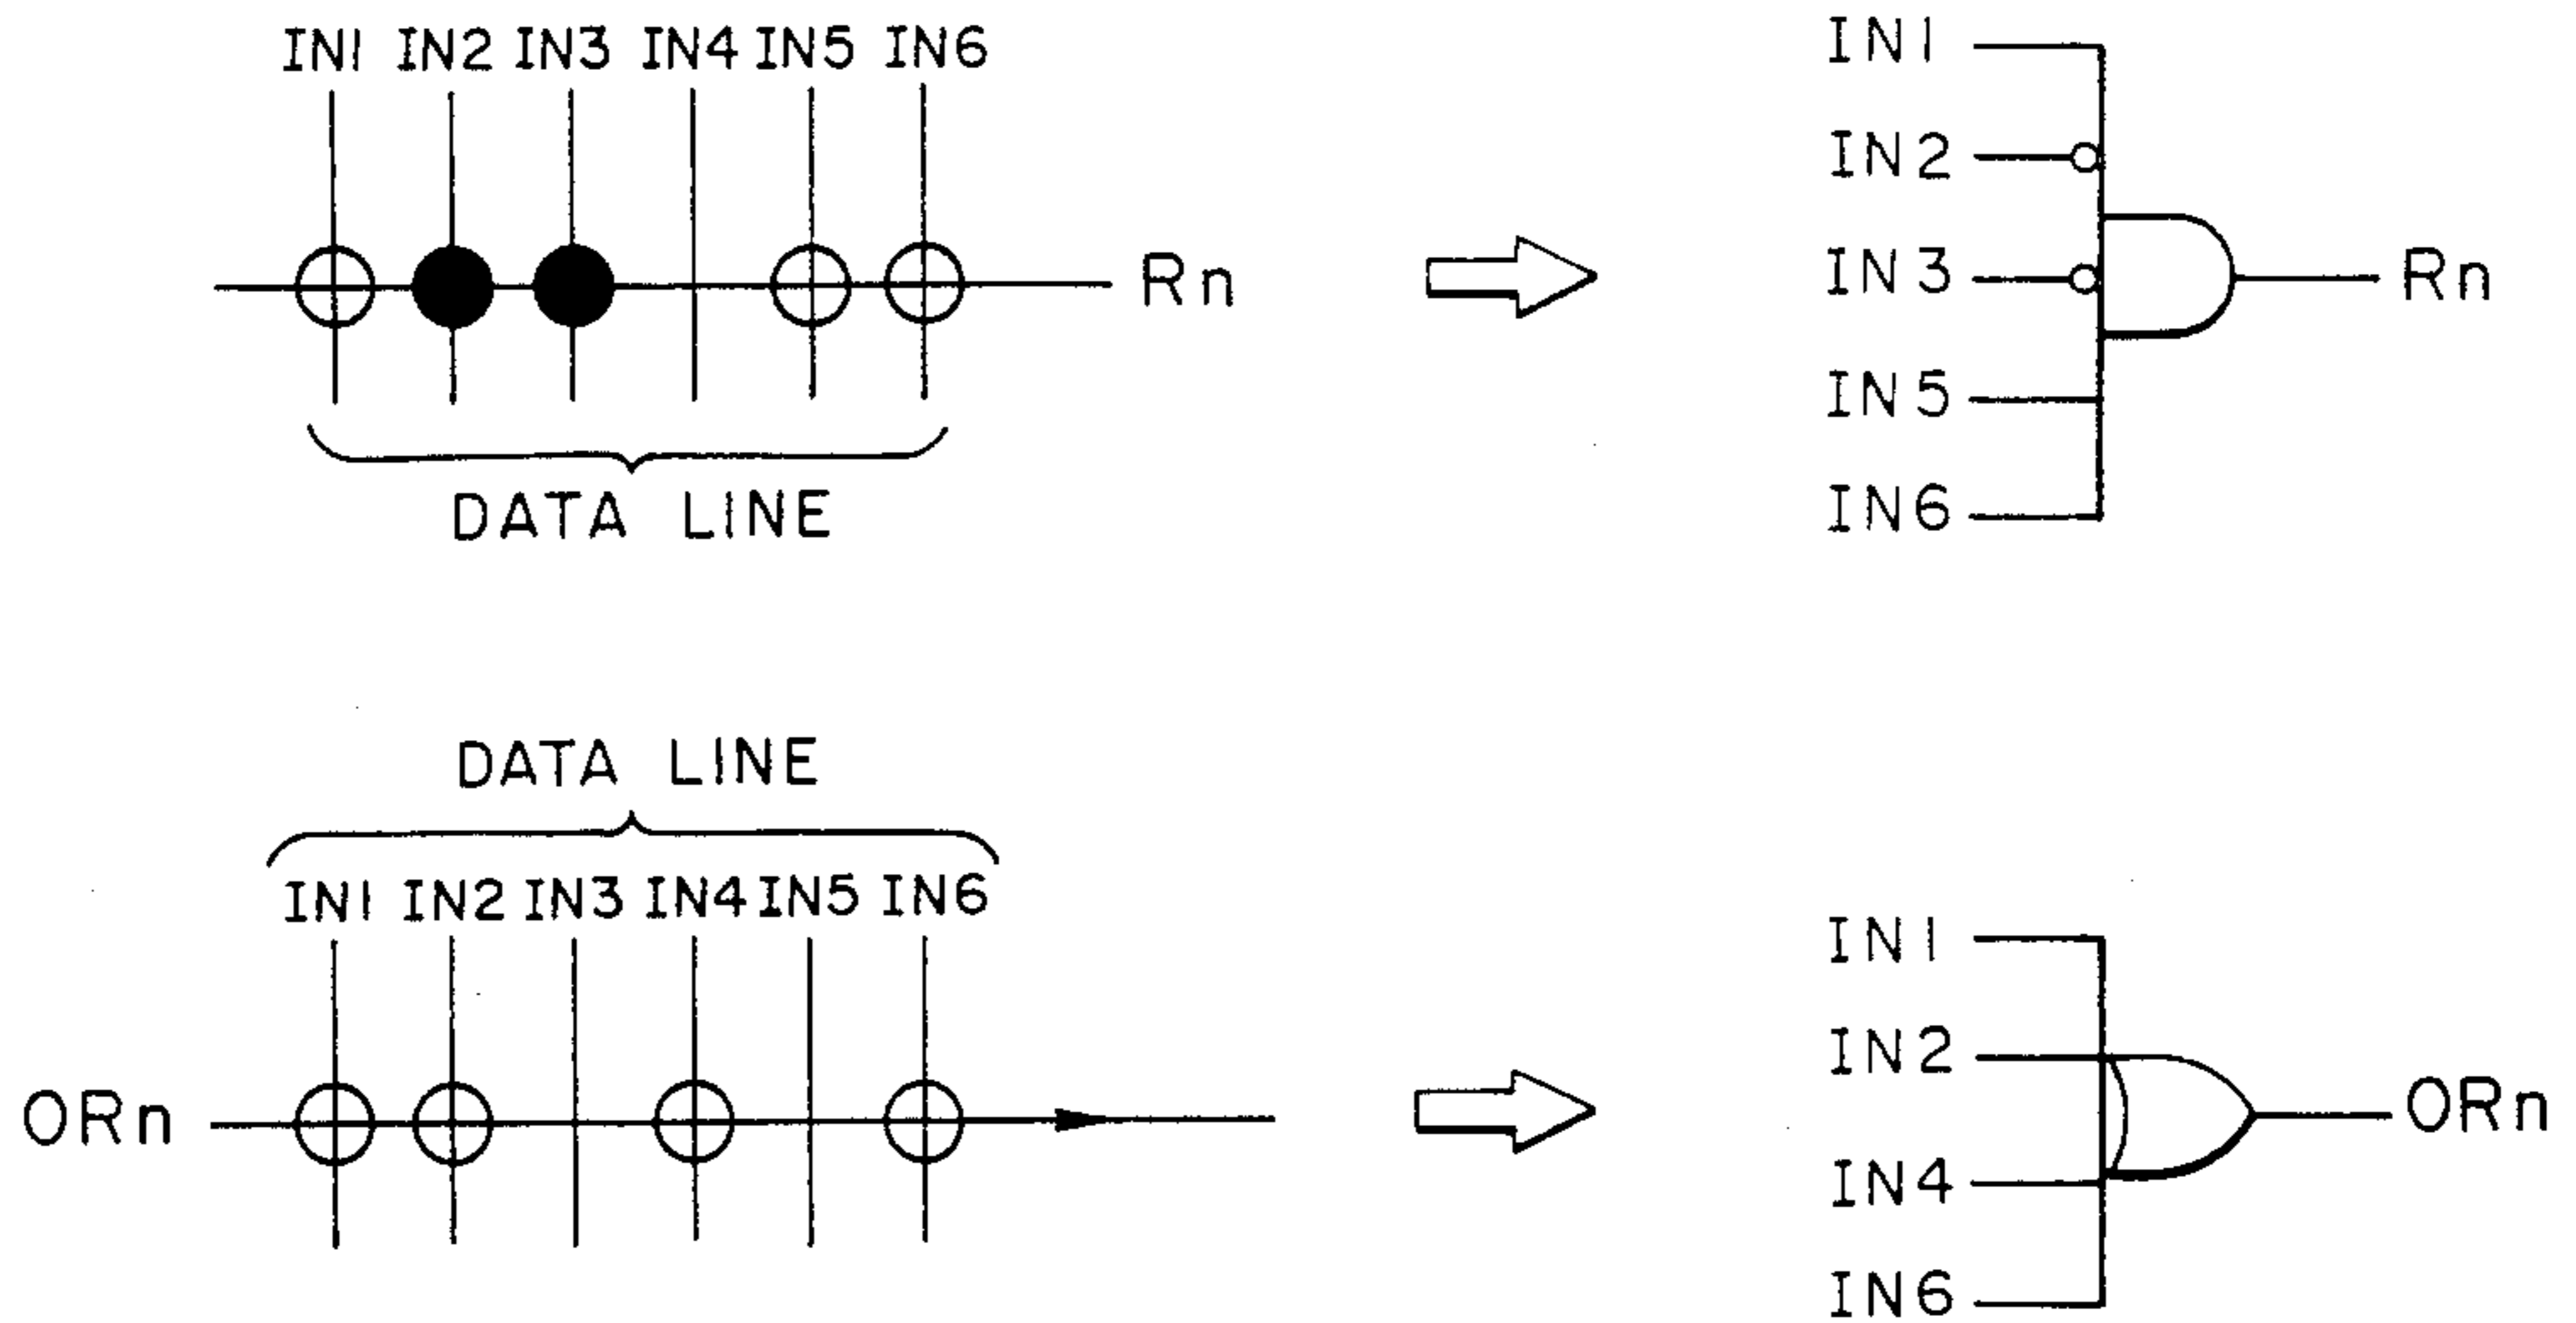 IN1 IN2 IN3 IN4 IN5 IN6
Rn
DATA LINE
IN1
IN2
IN3
IN5
IN6
Rn
DATA LINE
IN1 IN2 IN3 IN4 IN5 IN6
ORn
IN1
IN2
IN4
IN6
ORn